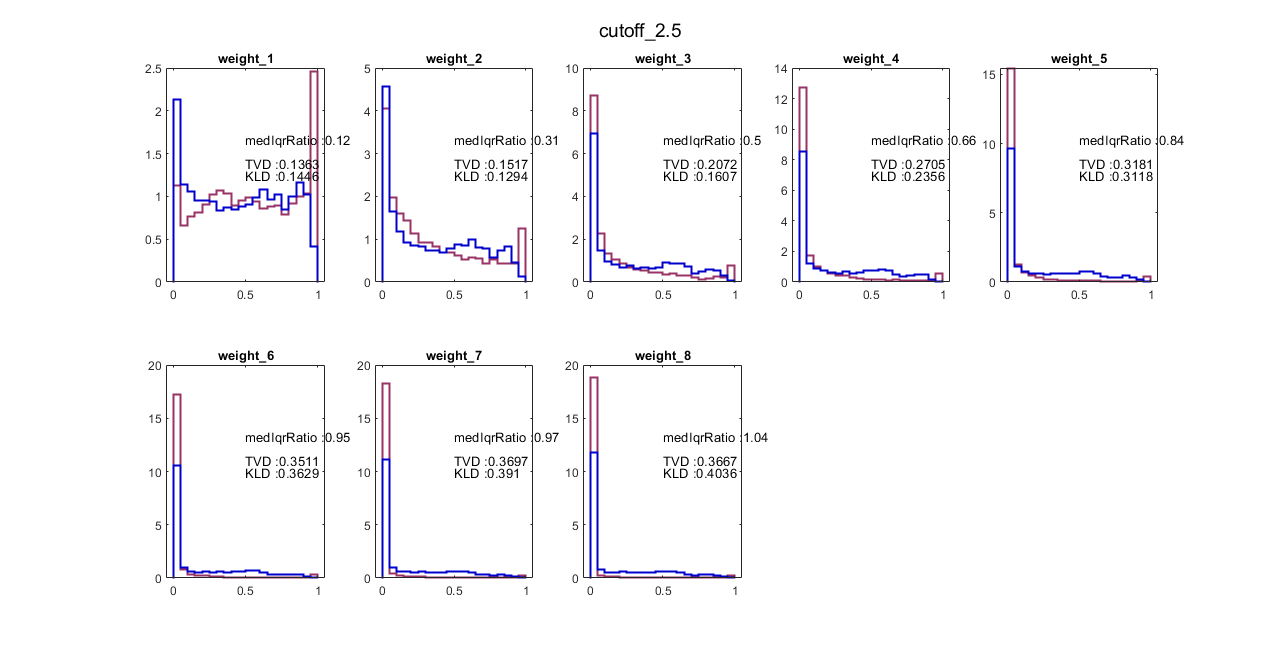 cutoff_2.5
weight_1
2.5
2
1.5
1
0.5
0
0
0.5
1
medIqrRatio :0.12
TVD :0.1363
KLD :0.1446
weight_2
5
4
3
2
1
0
0
0.5
1
medIqrRatio :0.31
TVD :0.1517
KLD :0.1294
weight_3
10
8
6
4
2
0
0
0.5
1
medIqrRatio :0.5
TVD :0.2072
KLD :0.1607
weight_4
14
12
10
8
6
4
2
0
0
0.5
1
medIqrRatio :0.66
TVD :0.2705
KLD :0.2356
weight_5
15
10
5
0
0
0.5
1
medIqrRatio :0.84
TVD :0.3181
KLD :0.3118
weight_6
20
15
10
5
0
0
0.5
1
medIqrRatio :0.95
TVD :0.3511
KLD :0.3629
weight_7
20
15
10
5
0
0
0.5
1
medIqrRatio :0.97
TVD :0.3697
KLD :0.391
weight_8
20
15
10
5
0
0
0.5
1
medIqrRatio :1.04
TVD :0.3667
KLD :0.4036